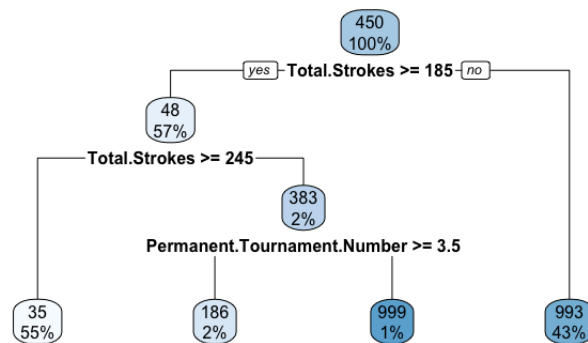 450
100%
yes Total.Strokes >= 185 no
48
57%
Total.Strokes >= 245
383
2%
Permanent.Tournament.Number >= 3.5
35 186 999 993
55% 2% 1% 43%